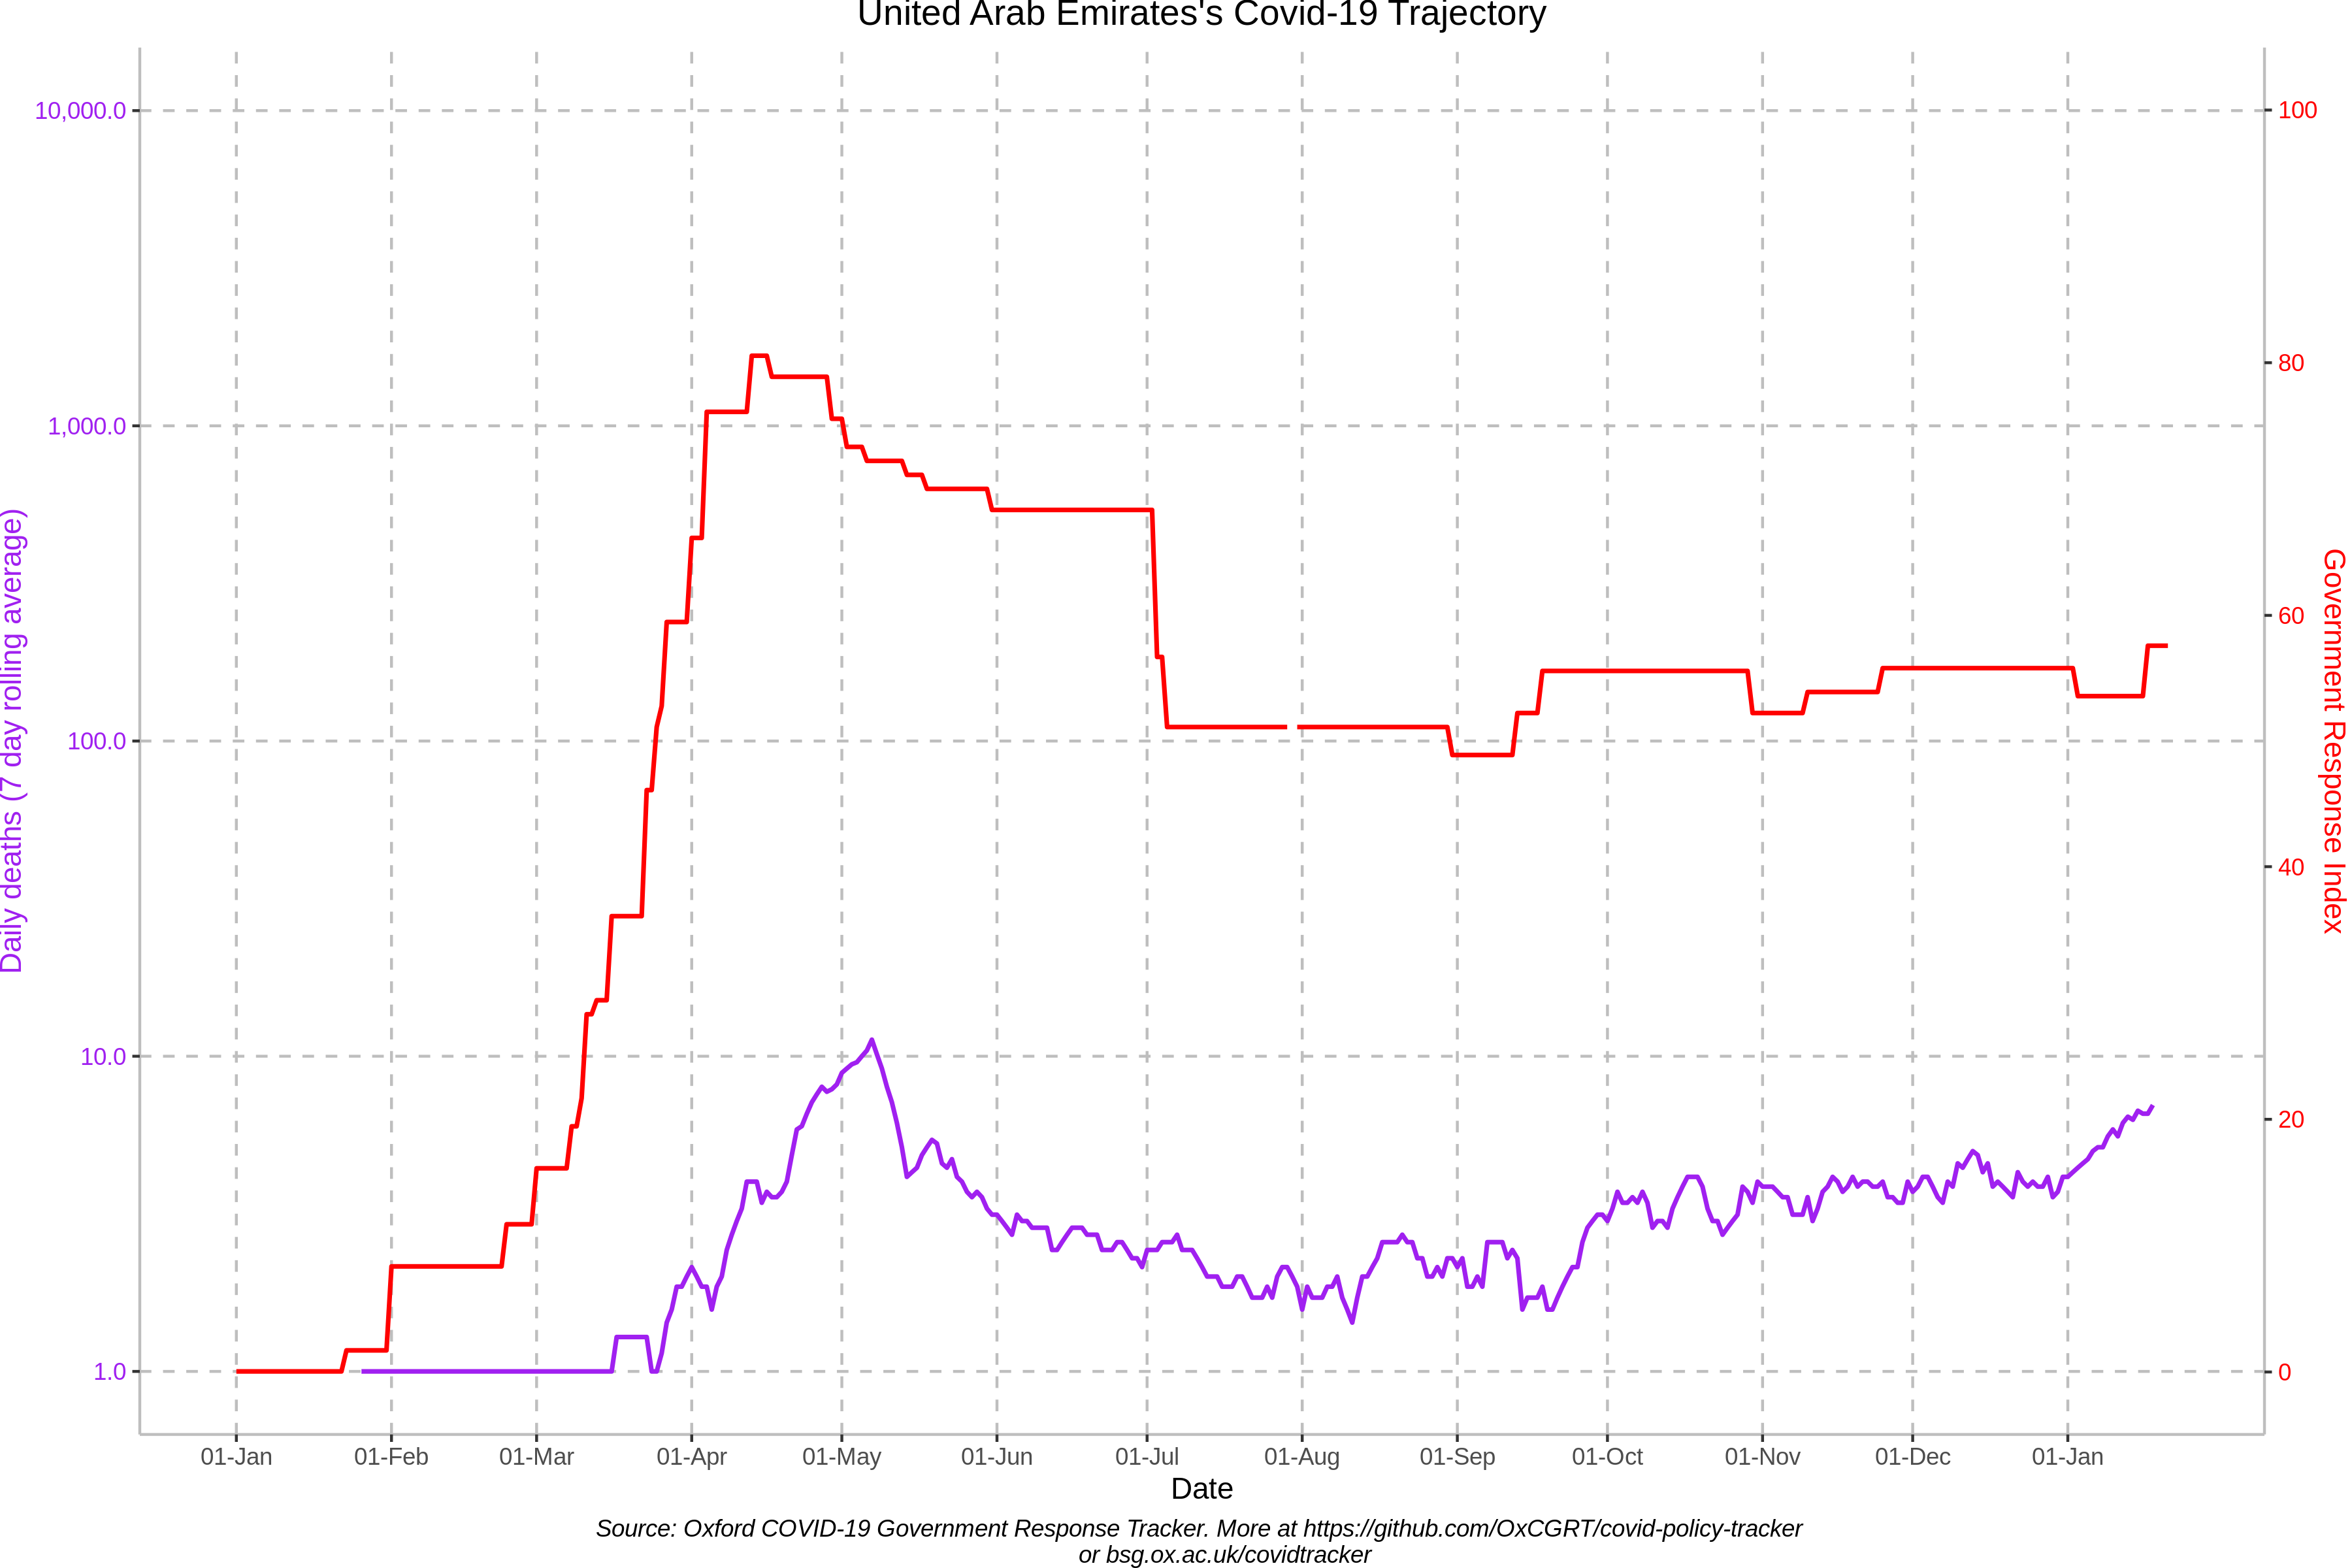 United Arab Emirates's Covid-19 Trajectory
10,000.0
1,000.0
100.0
10.0
1.0
Daily deaths (7 day rolling average)
100
80
60
40
20
0
Government Response Index
01-Jan 01-Feb 01-Mar 01-Apr 01-May 01-Jun 01-Jul 01-Aug 01-Sep 01-Oct 01-Nov 01-Dec 01-Jan
Date
Source: Oxford COVID-19 Government Response Tracker. More at https://github.com/OxCGRT/covid-policy-tracker
or bsg.ox.ac.uk/covidtracker